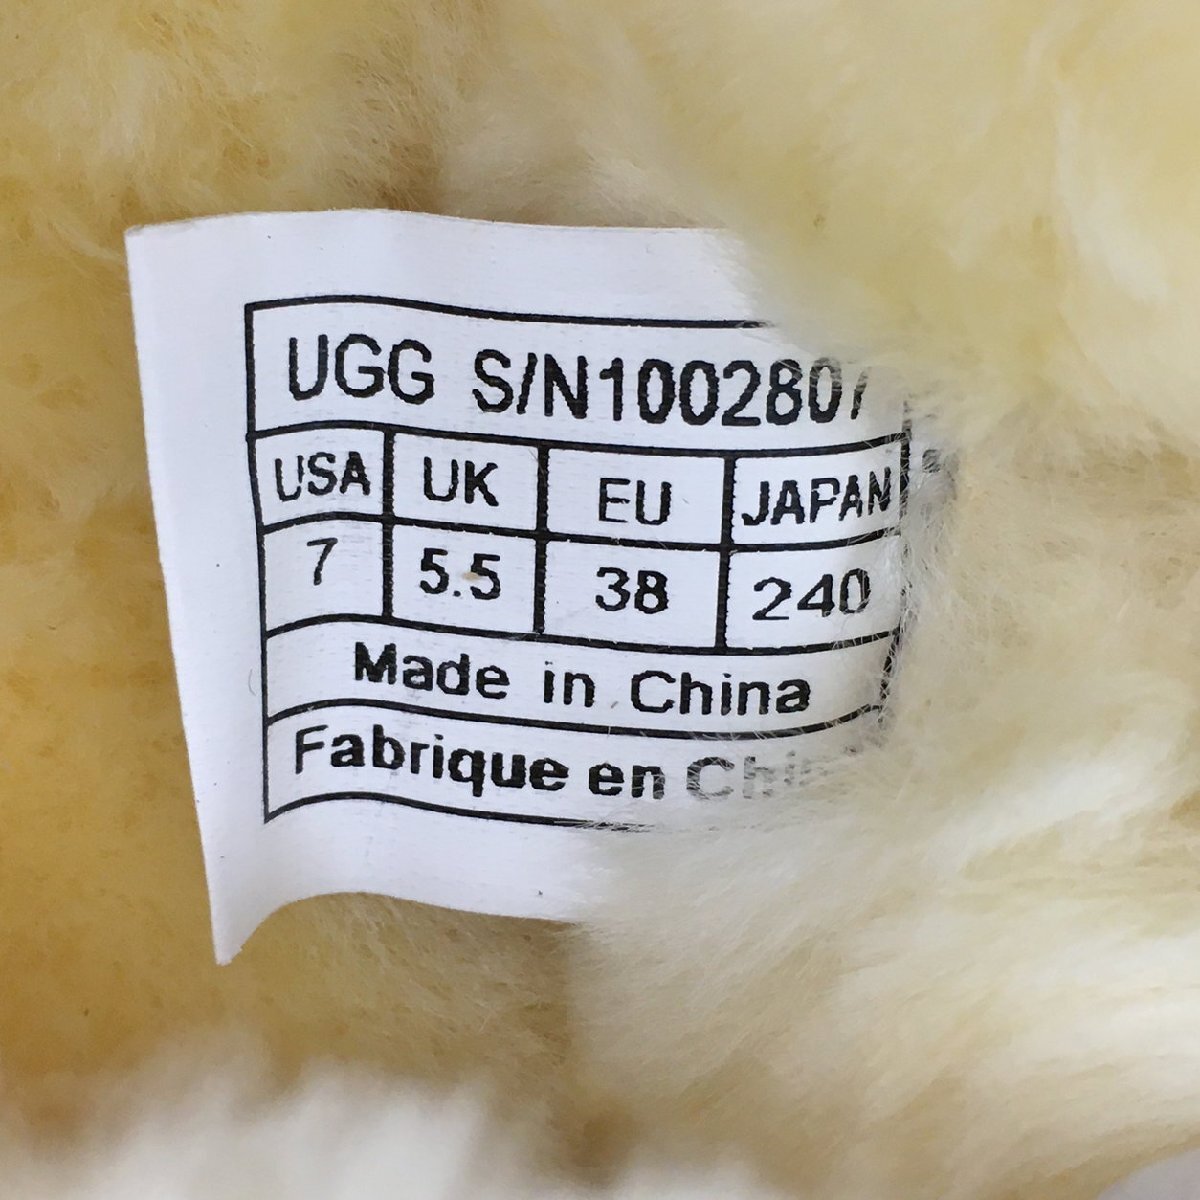 UGG S/N100280
USA UK EU JAPAN
7 5.5 38 240
Made in China
Fabrique en